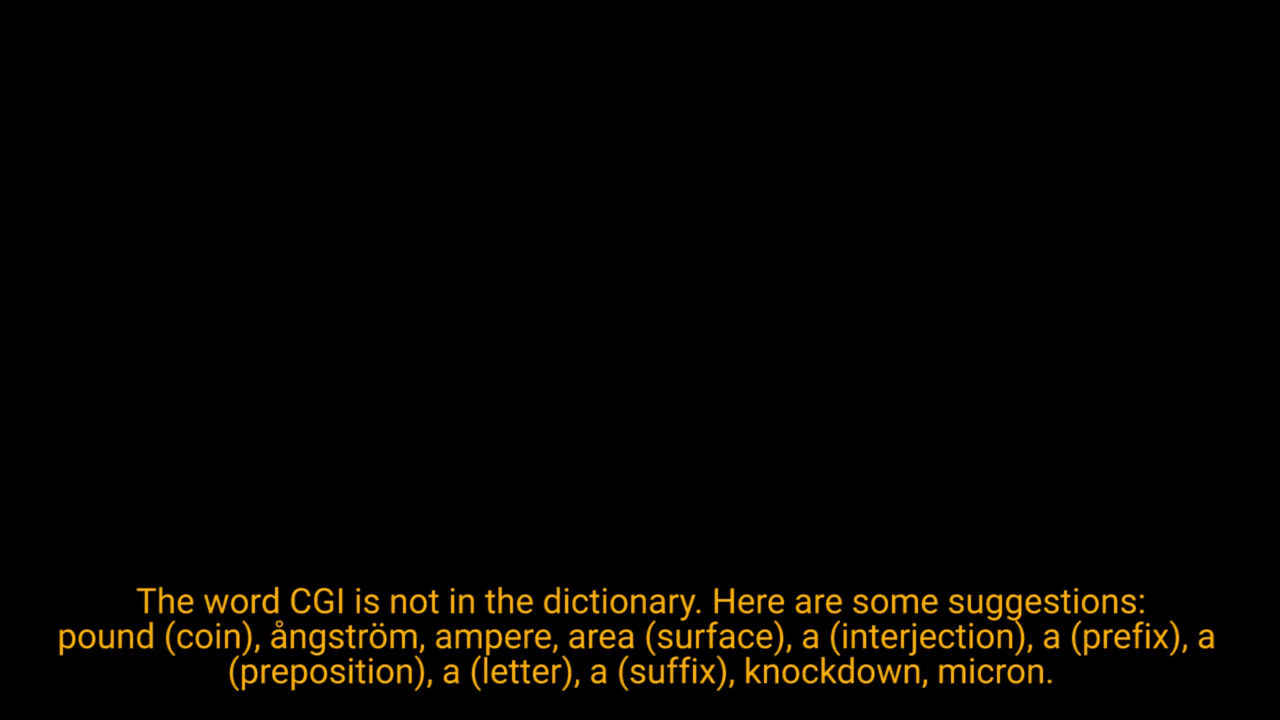 The word CGI is not in the dictionary. Here are some suggestions:
pound (coin), ångström, ampere, area (surface), a (interjection), a (prefix), a
(preposition), a (letter), a (suffix), knockdown, micron.